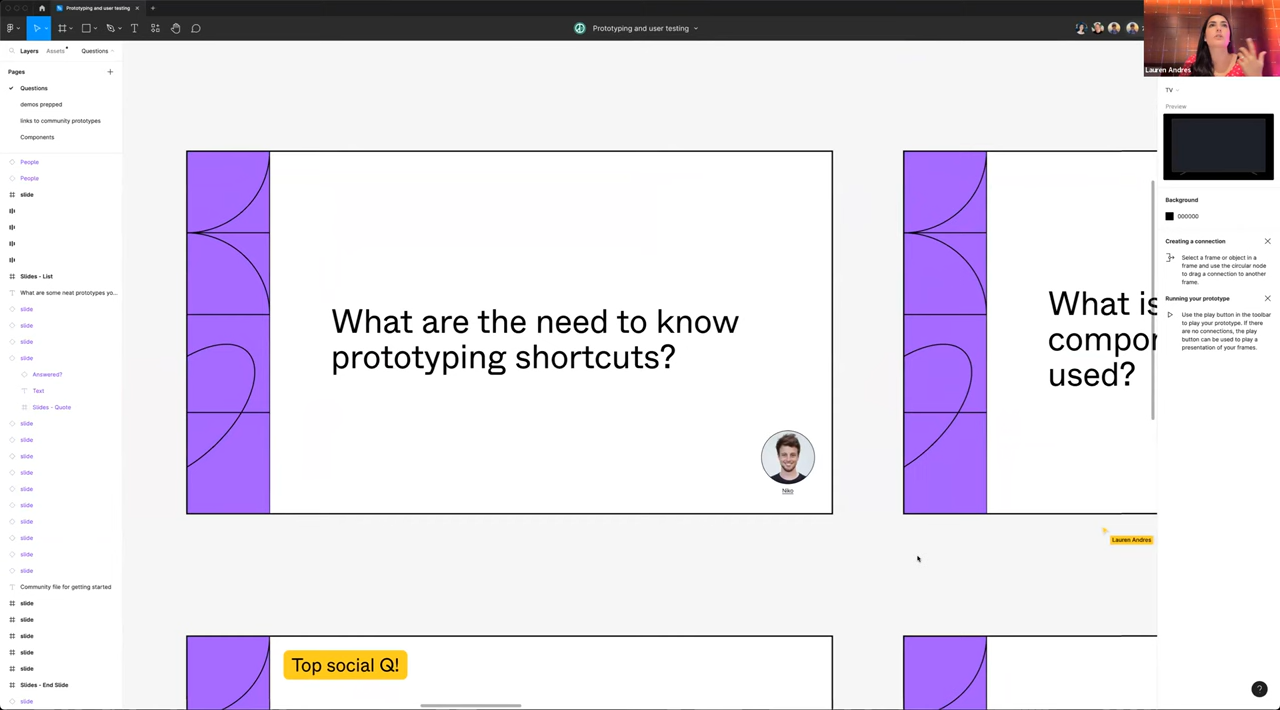 Prototyping and user testing
Prototyping and user testing
Lauren Andres
Layers
Assets
Questions
Pages
Questions
demos prepped
links to community prototypes
Components
People
People
slide
Slides - List
What are some neat prototypes yo...
slide
slide
slide
slide
Answered?
Text
Slides - Quote
slide
slide
slide
slide
slide
slide
slide
slide
slide
slide
Community file for getting started
slide
slide
slide
slide
slide
Slides - End Slide
slide
What are the need to know
prototyping shortcuts?
Niko
What is
compor
used?
Lauren Andres
Top social Q!
TV
Preview
Background
000000
Creating a connection
Select a frame or object in a
frame and use the circular node
to drag a connection to another
frame.
Running your prototype
Use the play button in the toolbar
to play your prototype. If there
are no connections, the play
button can be used to play a
presentation of your frames.
?